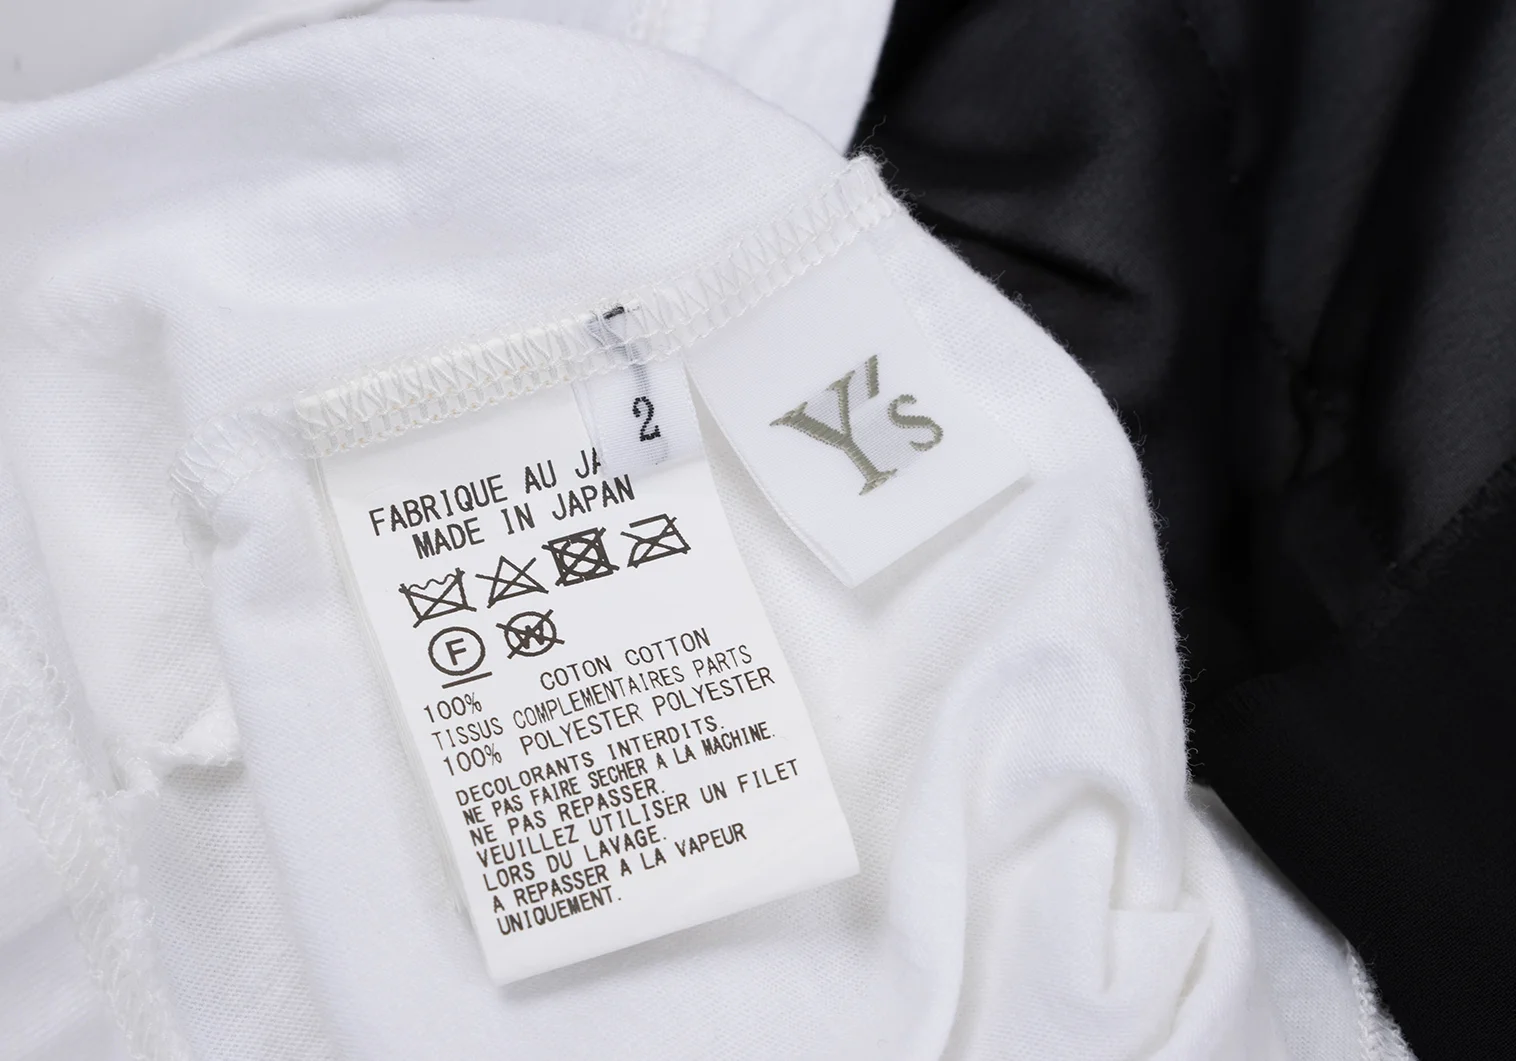 2
Y's
FABRIQUE AU JA
MADE IN JAPAN
F
W
COTON COTTON
100%
TISSUS COMPLEMENTAIRES PARTS
100% POLYESTER POLYESTER
DECOLORANTS INTERDITS.
NE PAS FAIRE SECHER A LA MACHINE.
NE PAS REPASSER.
VEUILLEZ UTILISER UN FILET
LORS DU LAVAGE.
A REPASSER A LA VAPEUR
UNIQUEMENT.